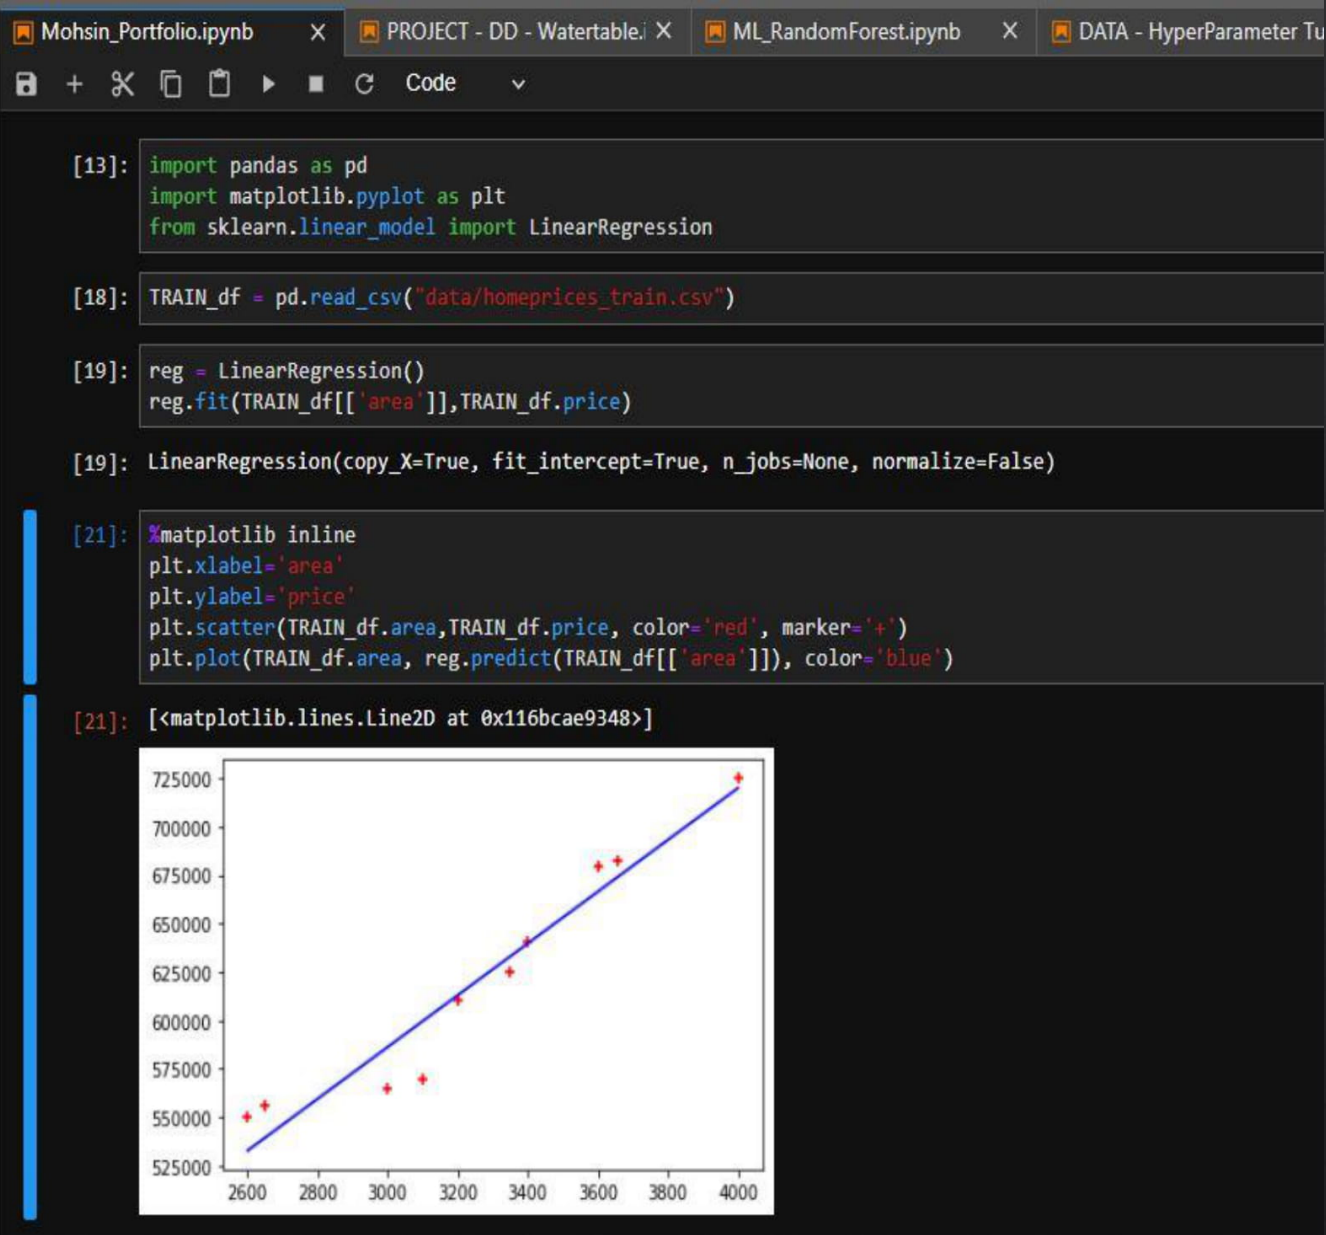 Mohsin_Portfolio.ipynb
PROJECT - DD - Watertable.i
ML_RandomForest.ipynb
DATA - HyperParameter Tu
Code
[13]:
import pandas as pd
import matplotlib.pyplot as plt
from sklearn.linear_model import LinearRegression
[18]:
TRAIN_df = pd.read_csv("data/homeprices_train.csv")
[19]:
reg = LinearRegression()
reg.fit(TRAIN_df[['area']],TRAIN_df.price)
[19]:
LinearRegression(copy_X=True, fit_intercept=True, n_jobs=None, normalize=False)
[21]:
%matplotlib inline
plt.xlabel='area'
plt.ylabel='price'
plt.scatter(TRAIN_df.area,TRAIN_df.price, color='red', marker='+')
plt.plot(TRAIN_df.area, reg.predict(TRAIN_df[['area']]), color='blue')
[21]:
[<matplotlib.lines.Line2D at 0x116bcae9348>]
725000
700000
675000
650000
625000
600000
575000
550000
525000
2600 2800 3000 3200 3400 3600 3800 4000